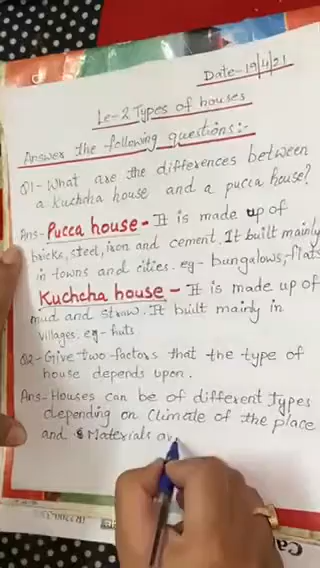 Date-19/4/21
Le-2 Types of houses
Answer the following questions:-
Q1-What are the differences between
a Kuchcha house and a pucca house?
Ans-Pucca house- It is made up of
bricks, steel, iron and cement. It built mainly
in towns and cities. eg- bungalows, flats
Kuchcha house- It is made up of
mud and straw. It built mainly in
villages. eg- huts
Q2-Give two factors that the type of
house depends upon.
Ans-Houses can be of different types
depending on Climate of the place
and Materials av